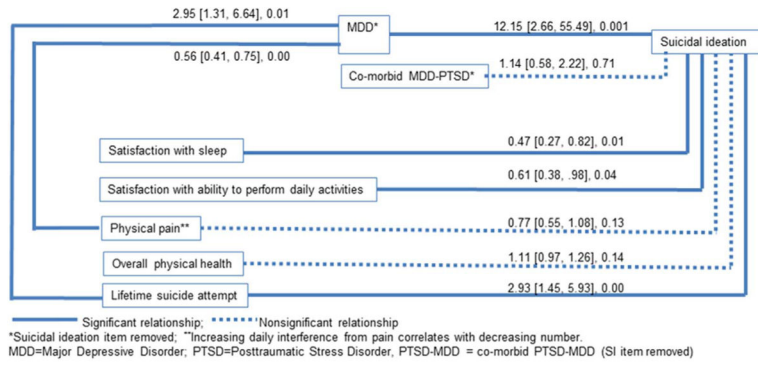 2.95 [1.31, 6.64], 0.01
MDD*
12.15 [2.66, 55.49], 0.001
Suicidal ideation
0.56 [0.41, 0.75], 0.00
Co-morbid MDD-PTSD*
1.14 [0.58, 2.22], 0.71
Satisfaction with sleep
0.47 [0.27, 0.82], 0.01
Satisfaction with ability to perform daily activities
0.61 [0.38, .98], 0.04
Physical pain**
0.77 [0.55, 1.08], 0.13
Overall physical health
1.11 [0.97, 1.26], 0.14
Lifetime suicide attempt
2.93 [1.45, 5.93], 0.00
Significant relationship; Nonsignificant relationship
*Suicidal ideation item removed; **Increasing daily interference from pain correlates with decreasing number.
MDD=Major Depressive Disorder; PTSD=Posttraumatic Stress Disorder, PTSD-MDD = co-morbid PTSD-MDD (SI item removed)